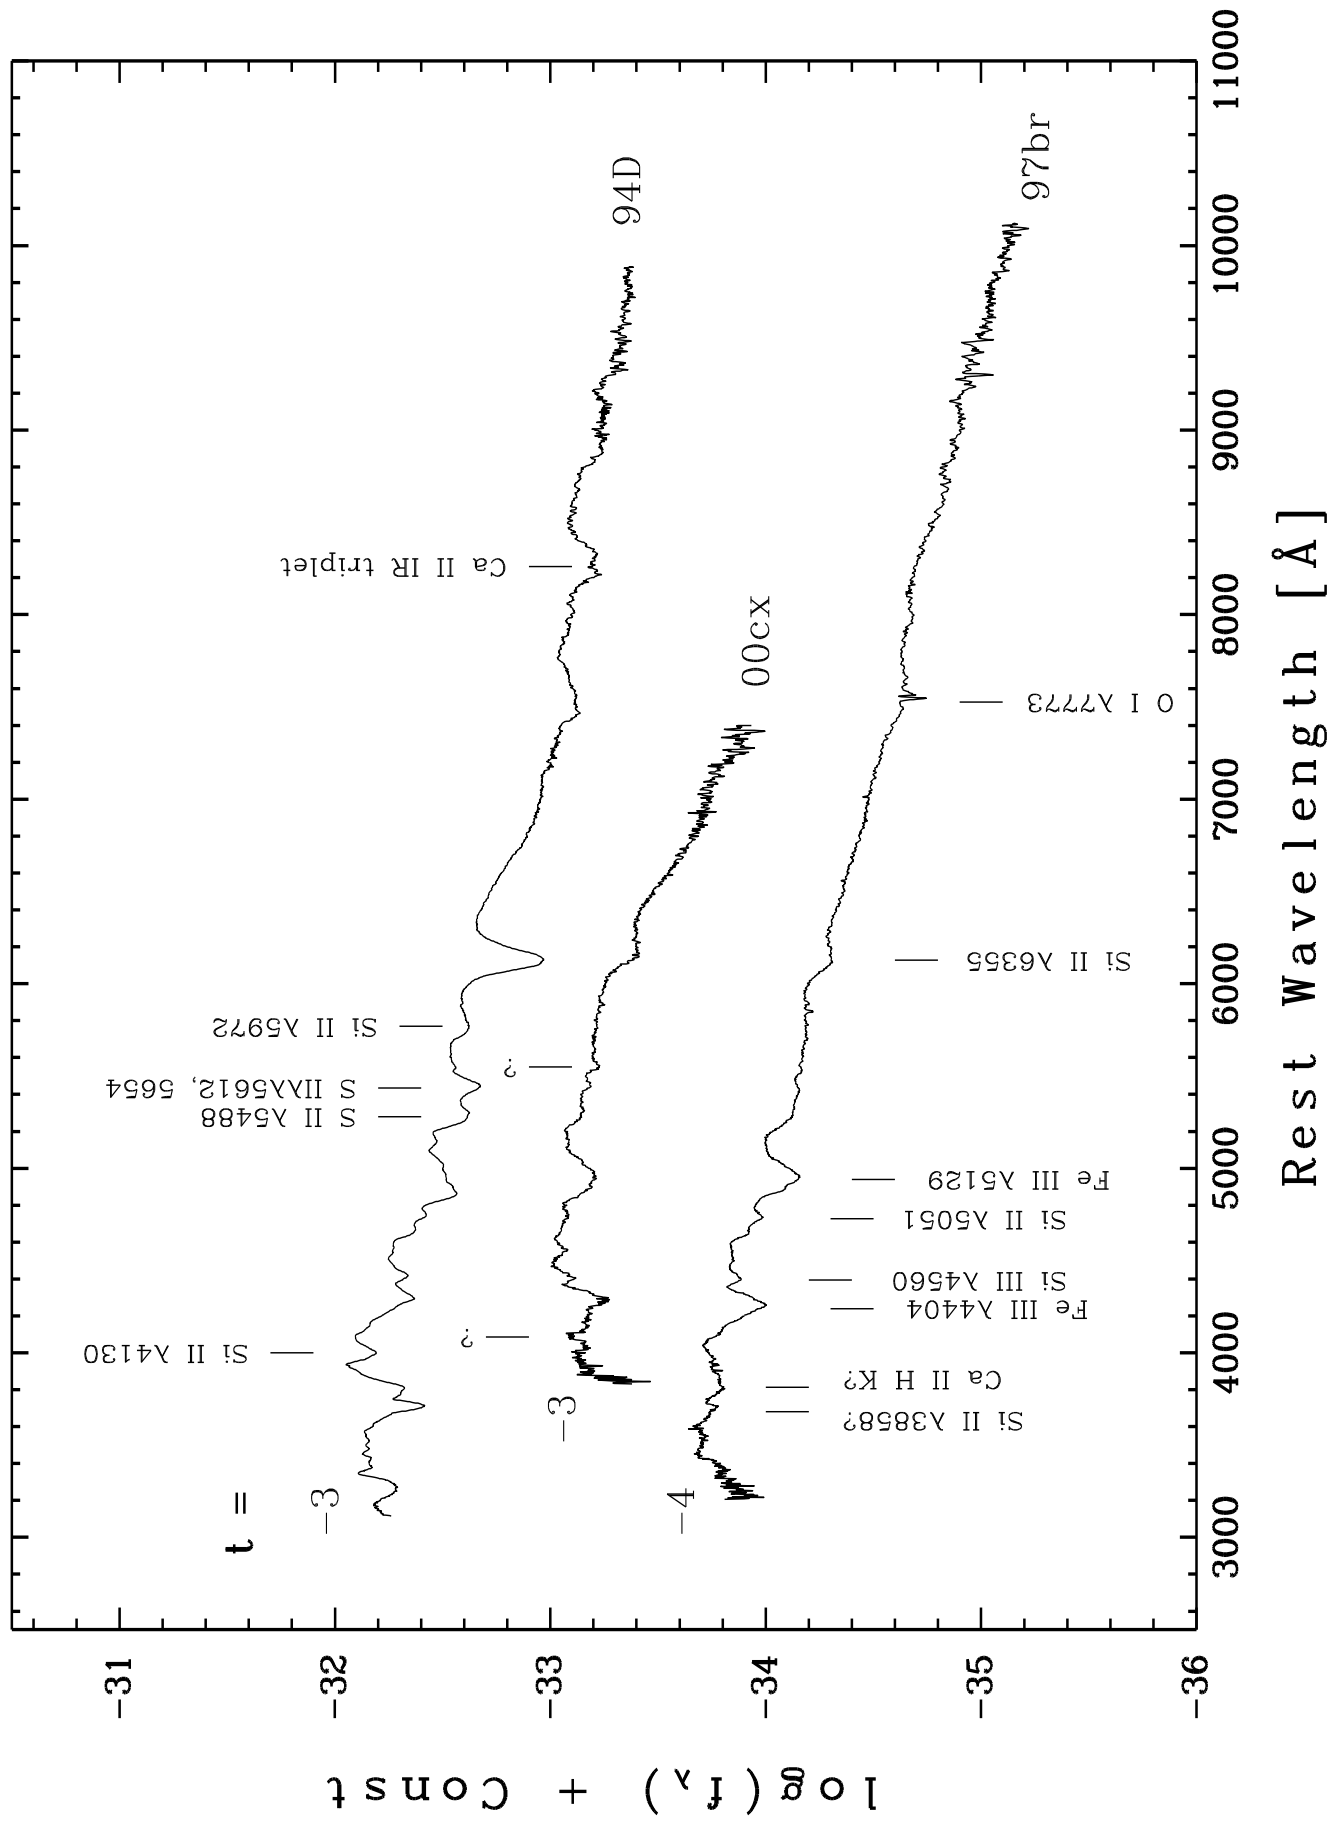 t =
−3
−3
−4
Si II λ4130
S II λ5488
S IIλλ5612, 5654
Si II λ5972
?
?
Ca II IR triplet
94D
00cx
97br
Si II λ3858?
Ca II H K?
Fe III λ4404
Si III λ4560
Si II λ5051
Fe III λ5129
Si II λ6355
O I λ7773
log(fλ) + Const
−31
−32
−33
−34
−35
−36
3000 4000 5000 6000 7000 8000 9000 10000 11000
Rest Wavelength [Å]